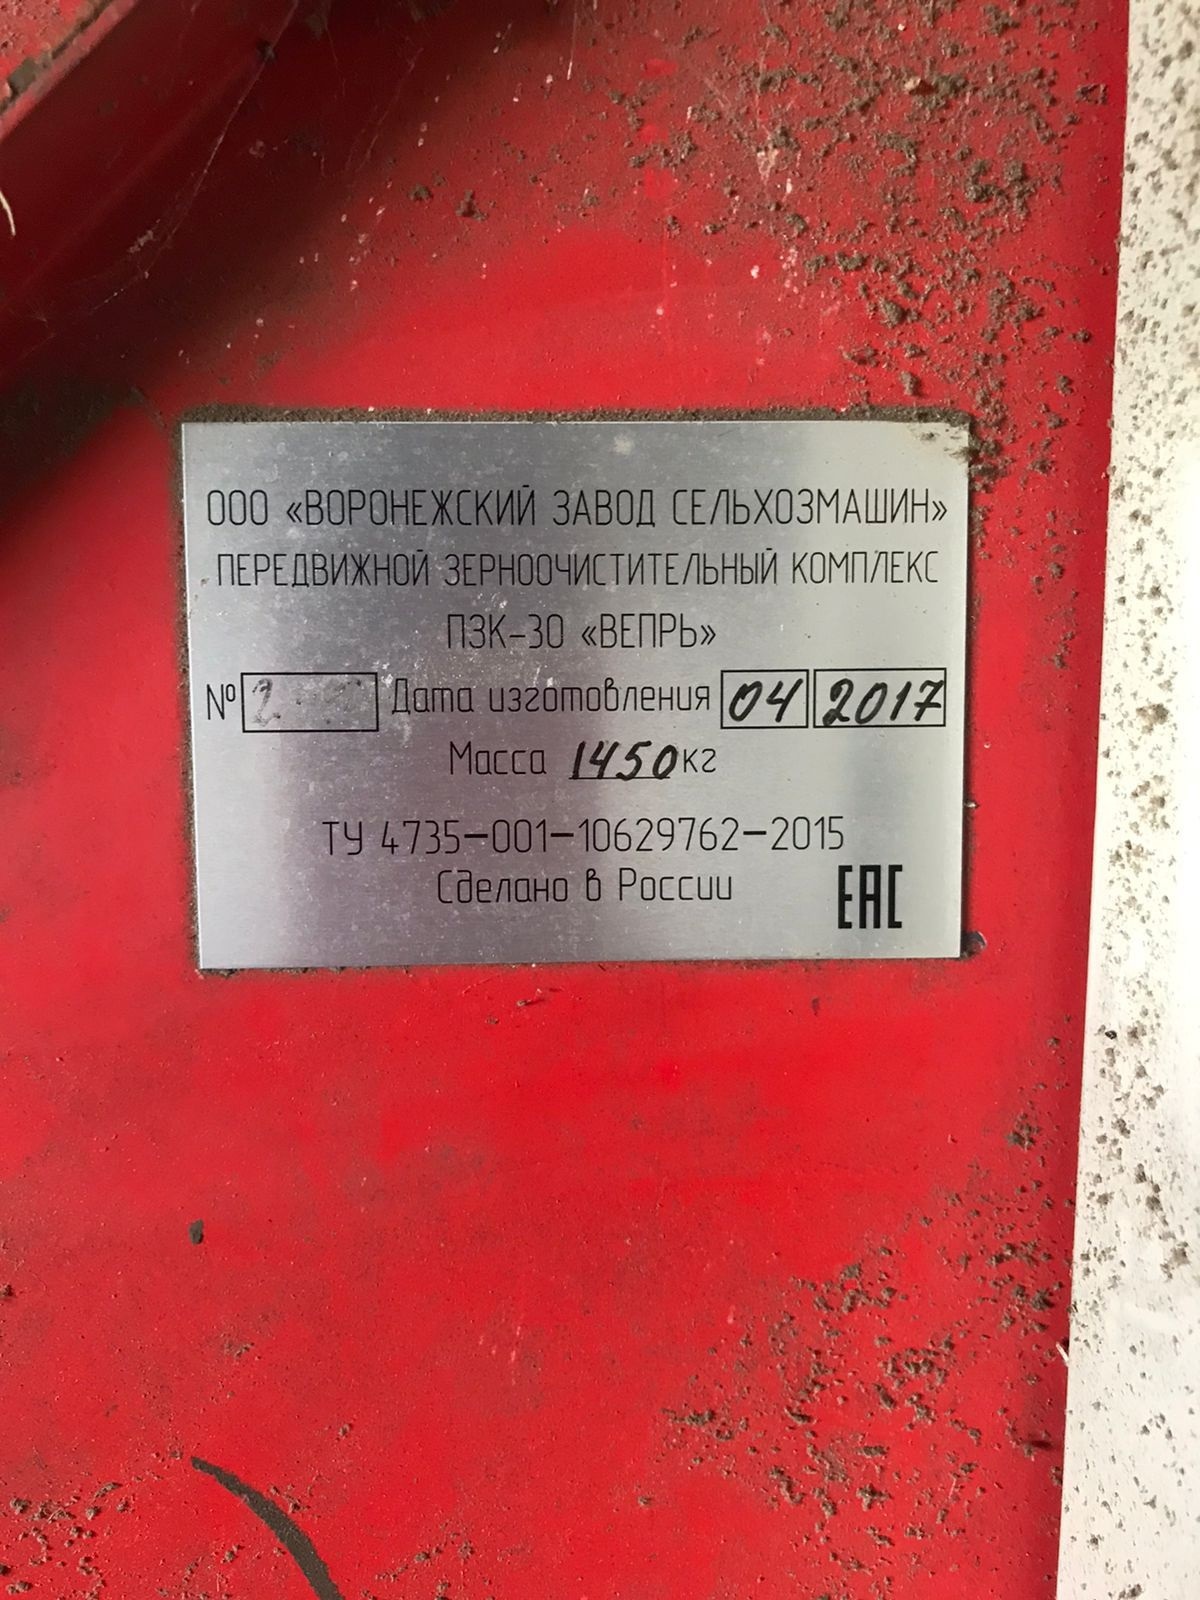 ООО «ВОРОНЕЖСКИЙ ЗАВОД СЕЛЬХОЗМАШИН»
ПЕРЕДВИЖНОЙ ЗЕРНООЧИСТИТЕЛЬНЫЙ КОМПЛЕКС
ПЗК-30 «ВЕПРЬ»
№ Дата изготовления 04 2017
Масса 1450 кг
ТУ 4735-001-10629762-2015
Сделано в России
EAC